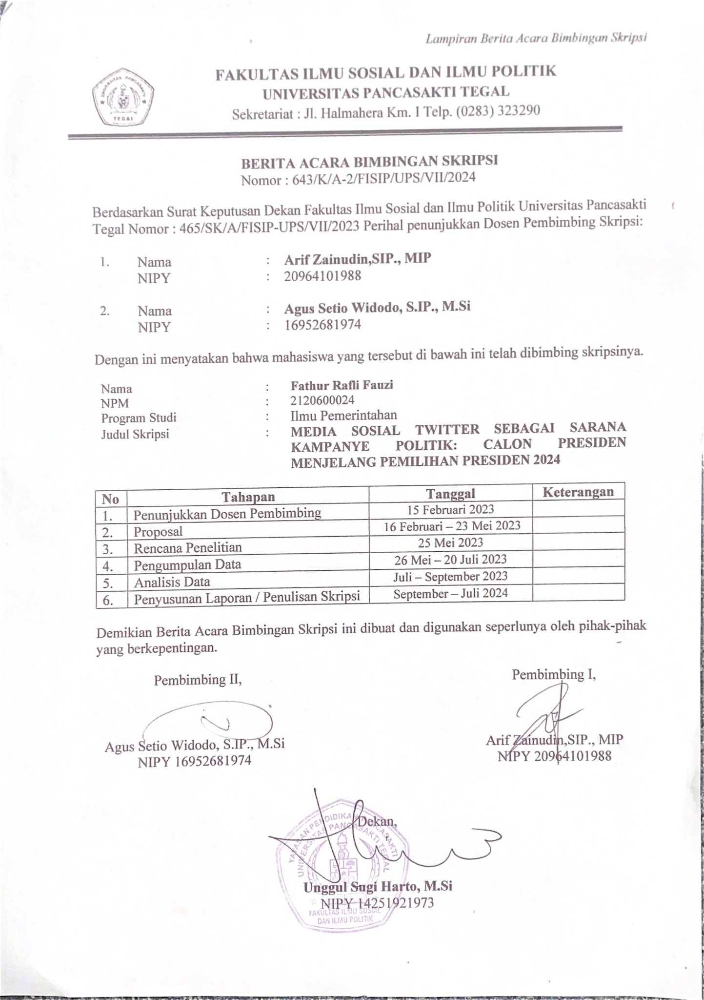 Lampiran Berita Acara Bimbingan Skripsi
FAKULTAS ILMU SOSIAL DAN ILMU POLITIK
UNIVERSITAS PANCASAKTI TEGAL
Sekretariat : Jl. Halmahera Km. I Telp. (0283) 323290
UNIVERSITAS PANCASAKTI
TEGAL
BERITA ACARA BIMBINGAN SKRIPSI
Nomor : 643/K/A-2/FISIP/UPS/VII/2024
Berdasarkan Surat Keputusan Dekan Fakultas Ilmu Sosial dan Ilmu Politik Universitas Pancasakti
Tegal Nomor : 465/SK/A/FISIP-UPS/VII/2023 Perihal penunjukkan Dosen Pembimbing Skripsi:
1. Nama : Arif Zainudin,SIP., MIP
NIPY : 20964101988
2. Nama : Agus Setio Widodo, S.IP., M.Si
NIPY : 16952681974
Dengan ini menyatakan bahwa mahasiswa yang tersebut di bawah ini telah dibimbing skripsinya.
Nama : Fathur Rafli Fauzi
NPM : 2120600024
Program Studi : Ilmu Pemerintahan
Judul Skripsi : MEDIA SOSIAL TWITTER SEBAGAI SARANA
KAMPANYE POLITIK: CALON PRESIDEN
MENJELANG PEMILIHAN PRESIDEN 2024
No Tahapan Tanggal Keterangan
1. Penunjukkan Dosen Pembimbing 15 Februari 2023
2. Proposal 16 Februari – 23 Mei 2023
3. Rencana Penelitian 25 Mei 2023
4. Pengumpulan Data 26 Mei – 20 Juli 2023
5. Analisis Data Juli – September 2023
6. Penyusunan Laporan / Penulisan Skripsi September – Juli 2024
Demikian Berita Acara Bimbingan Skripsi ini dibuat dan digunakan seperlunya oleh pihak-pihak
yang berkepentingan.
Pembimbing II,
Agus Setio Widodo, S.IP., M.Si
NIPY 16952681974
Pembimbing I,
Arif Zainudin,SIP., MIP
NIPY 20964101988
Dekan,
YAYASAN PENDIDIKAN PANCASAKTI
UNIVERSITAS PANCASAKTI TEGAL
Unggul Sugi Harto, M.Si
NIPY 14251921973
FAKULTAS ILMU SOSIAL
DAN ILMU POLITIK